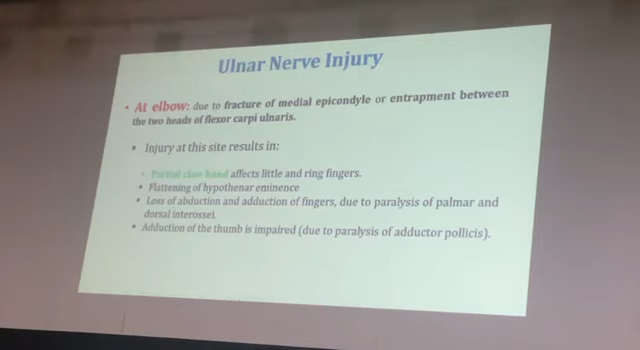 Ulnar Nerve Injury
• At elbow: due to fracture of medial epicondyle or entrapment between
the two heads of flexor carpi ulnaris.
• Injury at this site results in:
• Partial claw hand affects little and ring fingers.
• Flattening of hypothenar eminence
• Loss of abduction and adduction of fingers, due to paralysis of palmar and
dorsal interossei.
• Adduction of the thumb is impaired (due to paralysis of adductor pollicis).